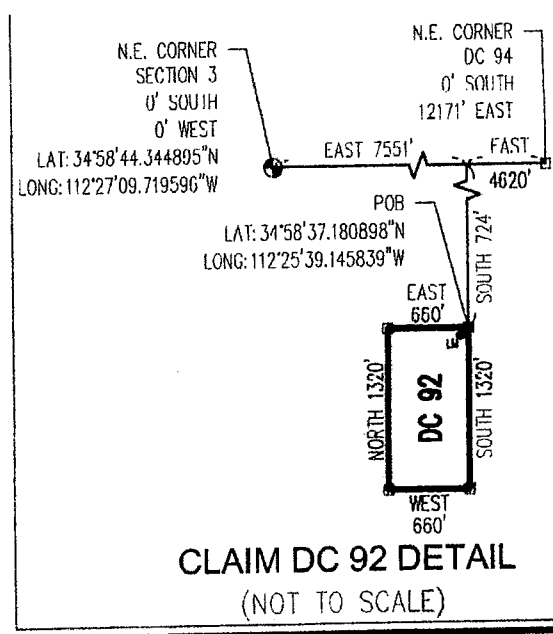 N.E. CORNER
SECTION 3
0' SOUTH
0' WEST
LAT: 34°58'44.344895"N
LONG: 112°27'09.719596"W
N.E. CORNER
DC 94
0' SOUTH
12171' EAST
EAST 7551'
EAST
4620'
POB
LAT: 34°58'37.180898"N
LONG: 112°25'39.145839"W
SOUTH 724'
EAST
660'
LM
NORTH 1320'
DC 92
SOUTH 1320'
WEST
660'
CLAIM DC 92 DETAIL
(NOT TO SCALE)